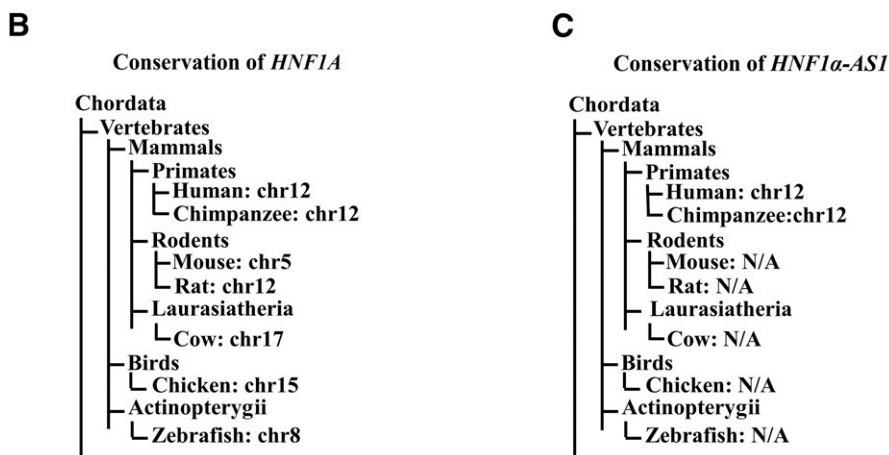 B
Conservation of HNF1A
Chordata
Vertebrates
Mammals
Primates
Human: chr12
Chimpanzee: chr12
Rodents
Mouse: chr5
Rat: chr12
Laurasiatheria
Cow: chr17
Birds
Chicken: chr15
Actinopterygii
Zebrafish: chr8
C
Conservation of HNF1α-AS1
Chordata
Vertebrates
Mammals
Primates
Human: chr12
Chimpanzee:chr12
Rodents
Mouse: N/A
Rat: N/A
Laurasiatheria
Cow: N/A
Birds
Chicken: N/A
Actinopterygii
Zebrafish: N/A